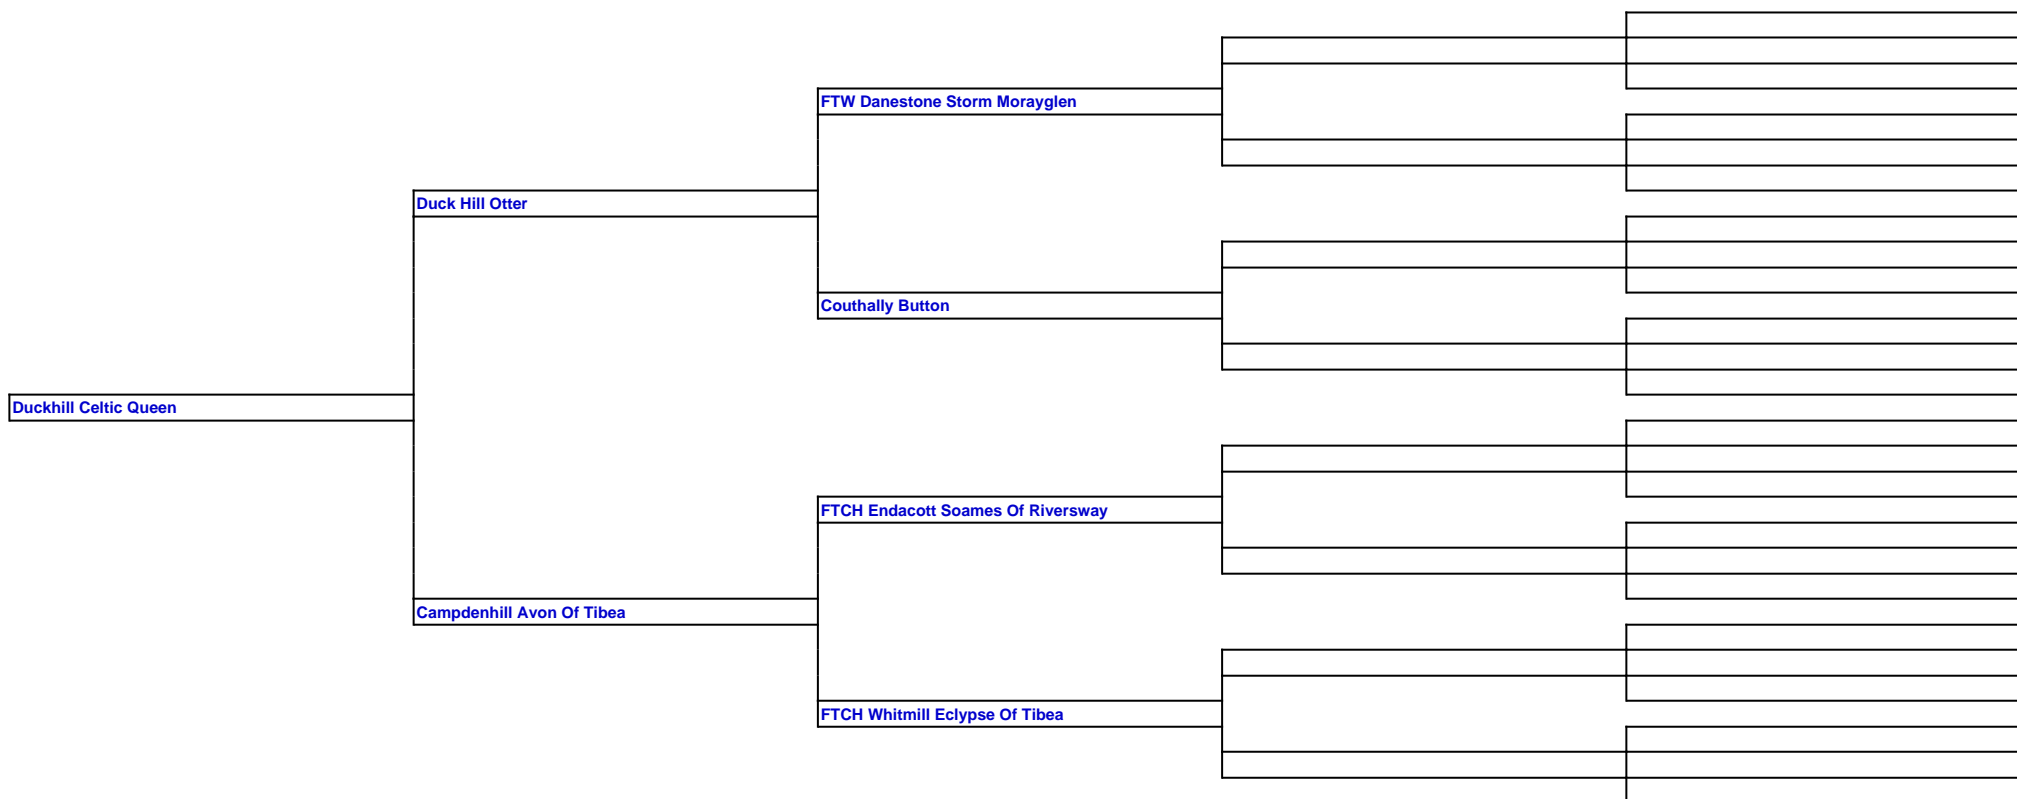 FTW Danestone Storm Morayglen
Duck Hill Otter
Couthally Button
Duckhill Celtic Queen
FTCH Endacott Soames Of Riversway
Campdenhill Avon Of Tibea
FTCH Whitmill Eclypse Of Tibea